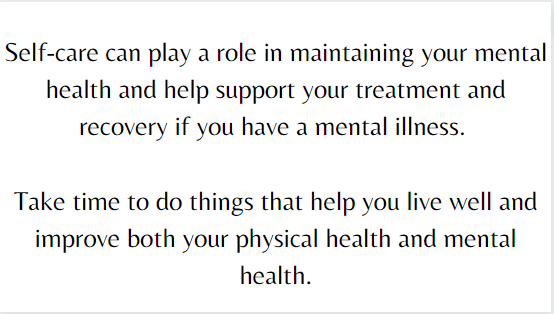 Self-care can play a role in maintaining your mental
health and help support your treatment and
recovery if you have a mental illness.
Take time to do things that help you live well and
improve both your physical health and mental
health.